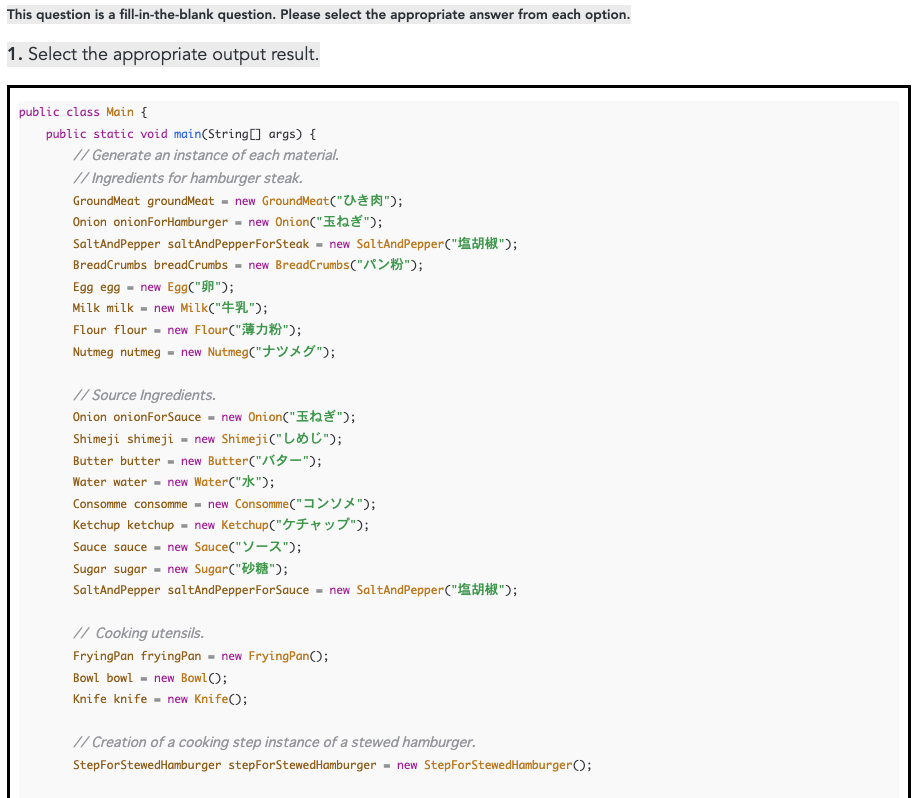 This question is a fill-in-the-blank question. Please select the appropriate answer from each option.
1. Select the appropriate output result.
public class Main {
public static void main(String[] args) {
// Generate an instance of each material.
// Ingredients for hamburger steak.
GroundMeat groundMeat = new GroundMeat("ひき肉");
Onion onionForHamburger = new Onion("玉ねぎ");
SaltAndPepper saltAndPepperForSteak = new SaltAndPepper("塩胡椒");
BreadCrumbs breadCrumbs = new BreadCrumbs("パン粉");
Egg egg = new Egg("卵");
Milk milk = new Milk("牛乳");
Flour flour = new Flour("薄力粉");
Nutmeg nutmeg = new Nutmeg("ナツメグ");
// Source Ingredients.
Onion onionForSauce = new Onion("玉ねぎ");
Shimeji shimeji = new Shimeji("しめじ");
Butter butter = new Butter("バター");
Water water = new Water("水");
Consomme consomme = new Consomme("コンソメ");
Ketchup ketchup = new Ketchup("ケチャップ");
Sauce sauce = new Sauce("ソース");
Sugar sugar = new Sugar("砂糖");
SaltAndPepper saltAndPepperForSauce = new SaltAndPepper("塩胡椒");
// Cooking utensils.
FryingPan fryingPan = new FryingPan();
Bowl bowl = new Bowl();
Knife knife = new Knife();
// Creation of a cooking step instance of a stewed hamburger.
StepForStewedHamburger stepForStewedHamburger = new StepForStewedHamburger();